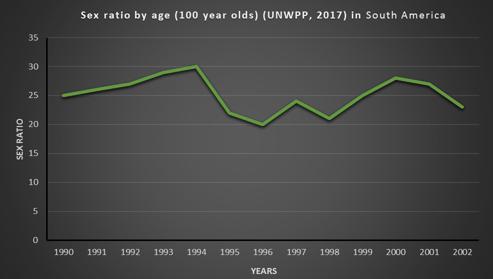 Sex ratio by age (100 year olds) (UNWPP, 2017) in South America
35
30
25
20
15
10
5
0
SEX RATIO
1990 1991 1992 1993 1994 1995 1996 1997 1998 1999 2000 2001 2002
YEARS